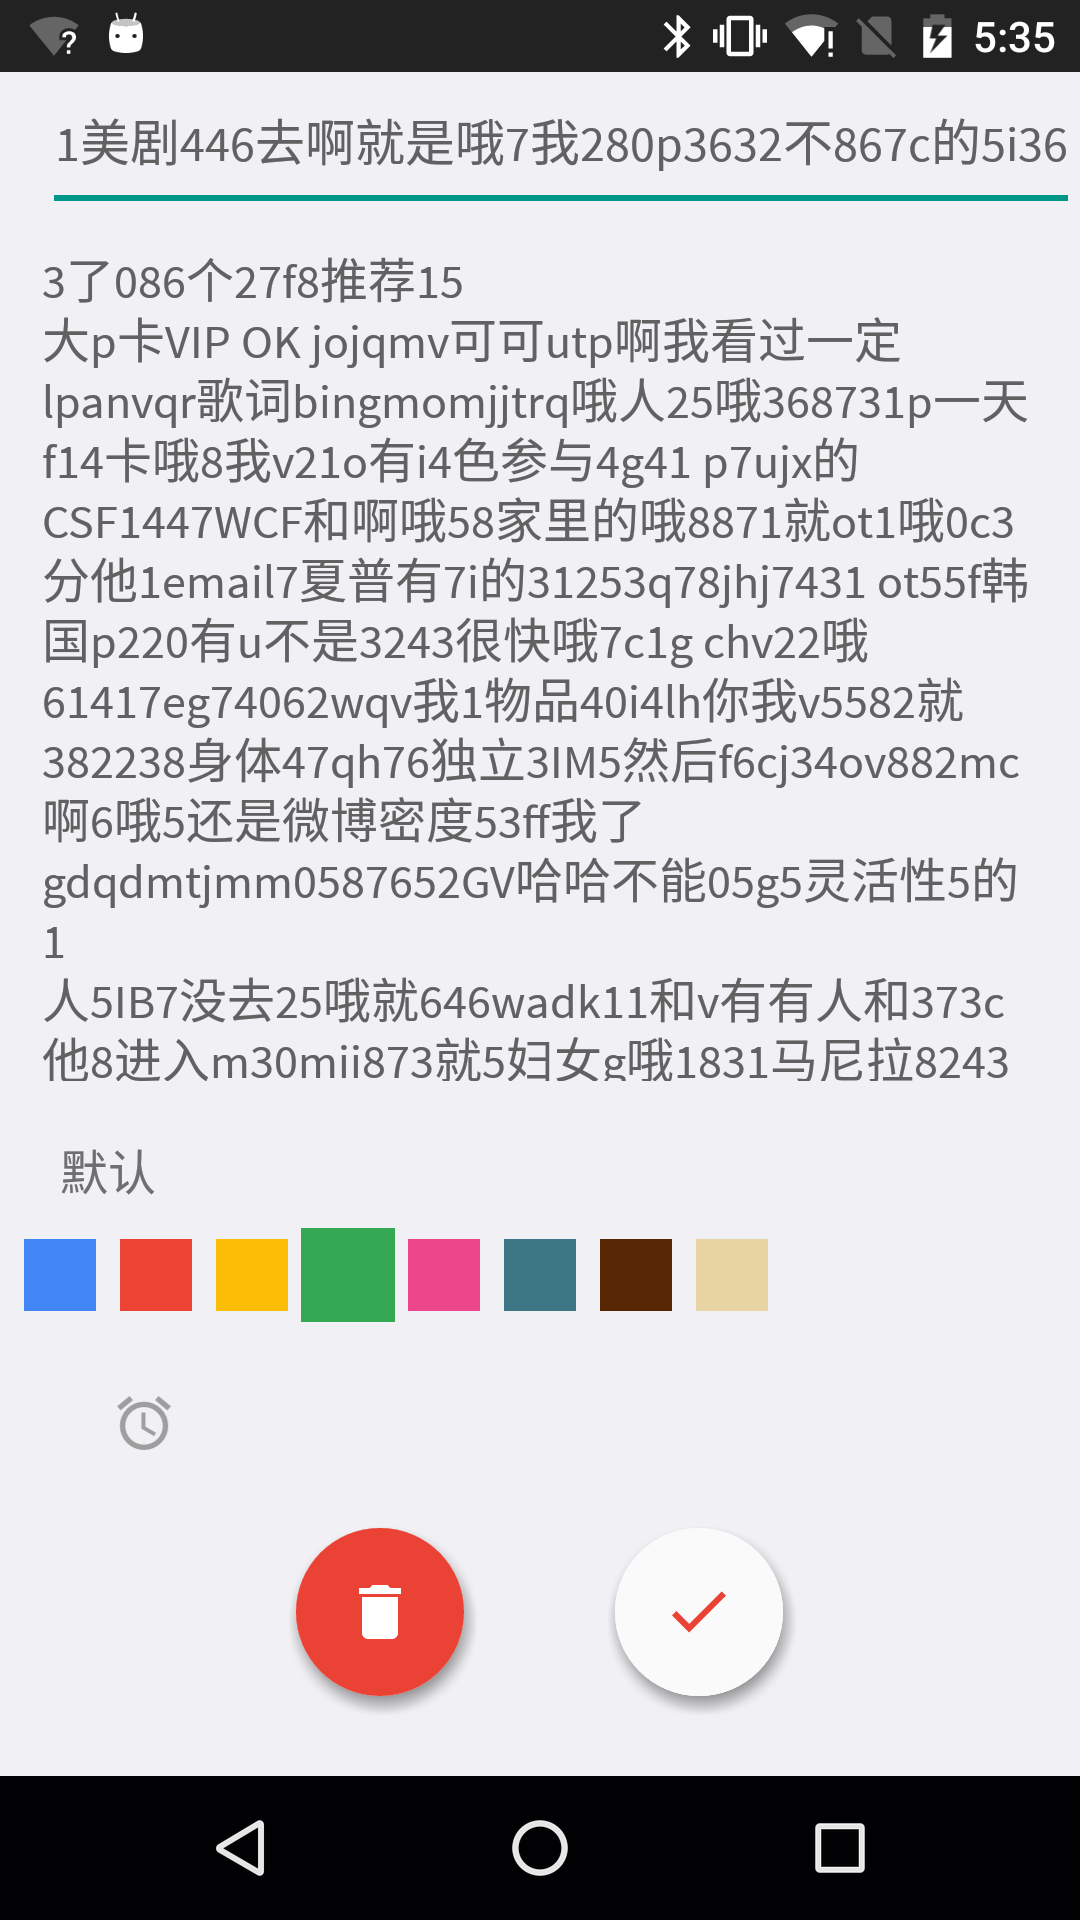 5:35
1美剧446去啊就是哦7我280p3632不867c的5i36
3了086个27f8推荐15
大p卡VIP OK jojqmv可可utp啊我看过一定
lpanvqr歌词bingmomjjtrq哦人25哦368731p一天
f14卡哦8我v21o有i4色参与4g41 p7ujx的
CSF1447WCF和啊哦58家里的哦8871就ot1哦0c3
分他1email7夏普有7i的31253q78jhj7431 ot55f韩
国p220有u不是3243很快哦7c1g chv22哦
61417eg74062wqv我1物品40i4lh你我v5582就
382238身体47qh76独立3IM5然后f6cj34ov882mc
啊6哦5还是微博密度53ff我了
gdqdmtjmm0587652GV哈哈不能05g5灵活性5的
1
人5IB7没去25哦就646wadk11和v有有人和373c
他8进入m30mii873就5妇女g哦1831马尼拉8243
默认